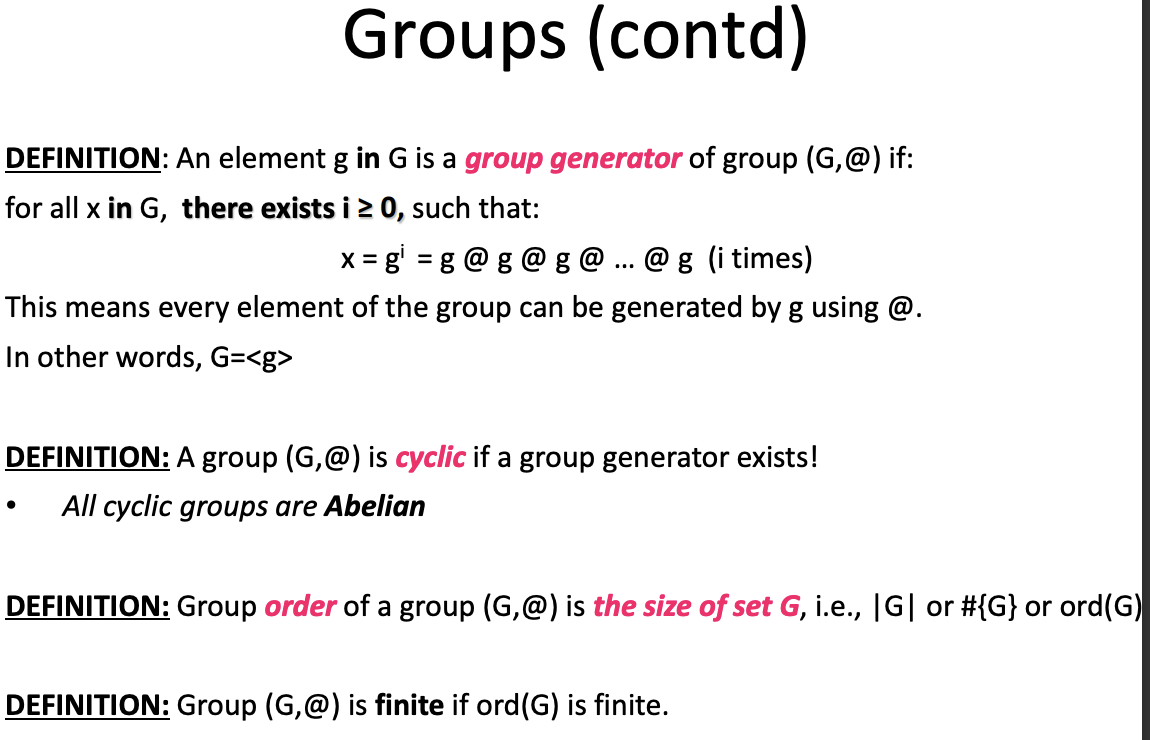 Groups (contd)
DEFINITION: An element g in G is a group generator of group (G,@) if:
for all x in G, there exists i ≥ 0, such that:
x = gⁱ = g @ g @ g @ ... @ g (i times)
This means every element of the group can be generated by g using @.
In other words, G=<g>
DEFINITION: A group (G,@) is cyclic if a group generator exists!
• All cyclic groups are Abelian
DEFINITION: Group order of a group (G,@) is the size of set G, i.e., |G| or #{G} or ord(G)
DEFINITION: Group (G,@) is finite if ord(G) is finite.